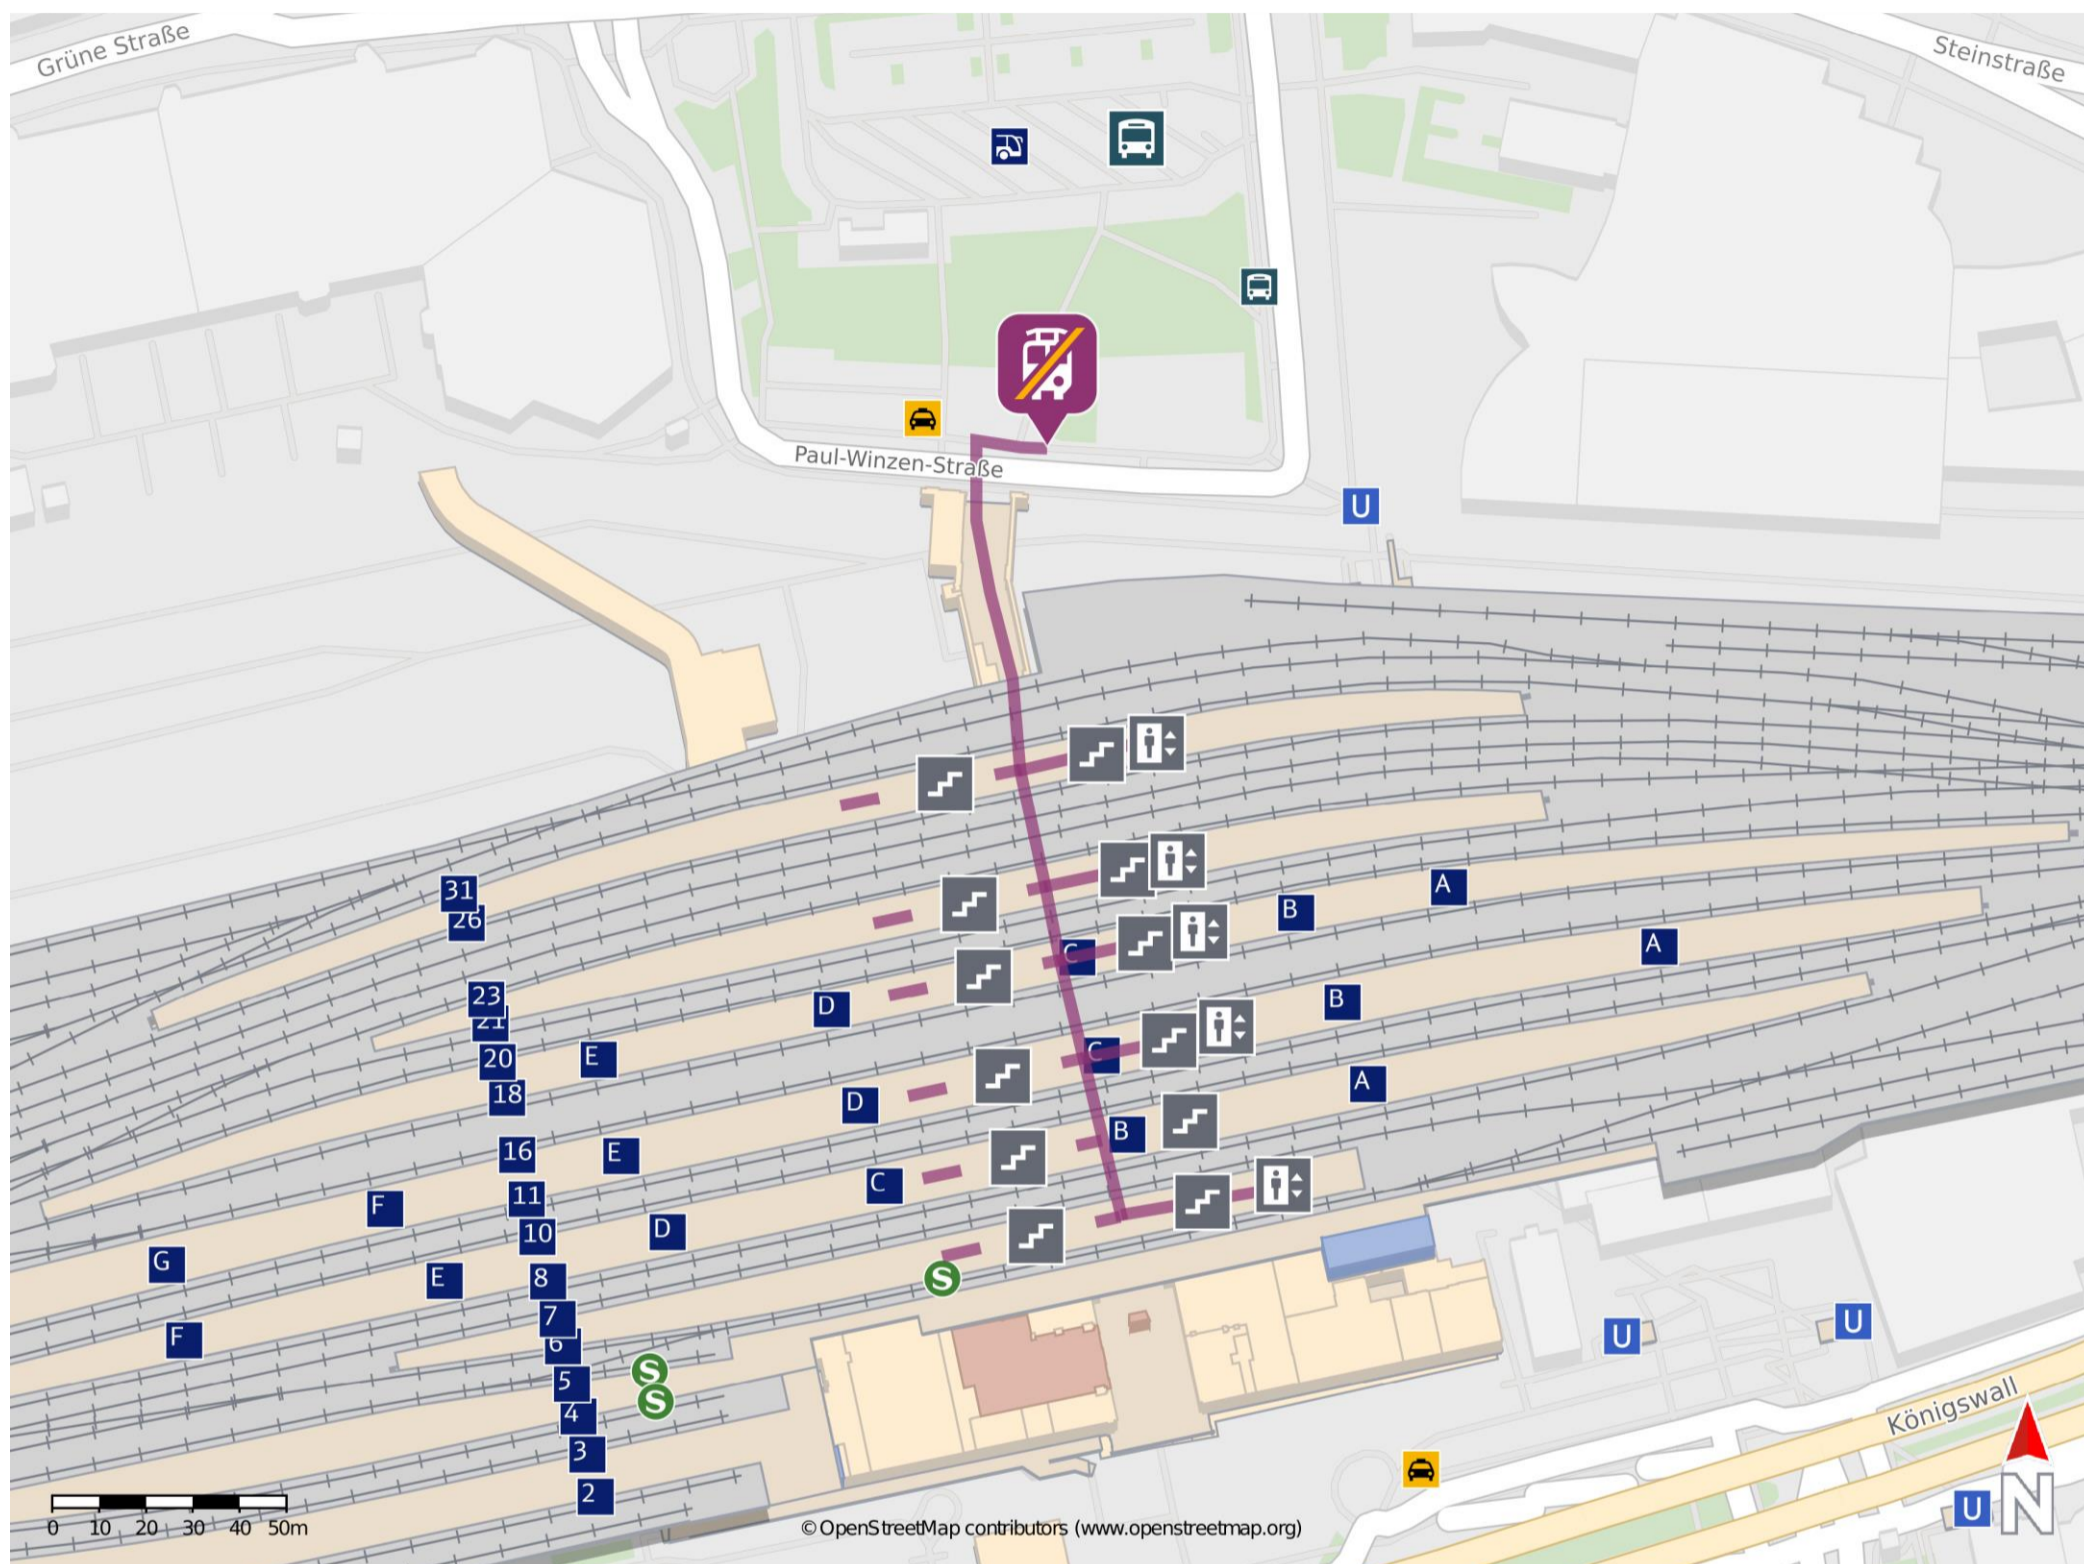 Grüne Straße
Steinstraße
Paul-Winzen-Straße
U
31
26
A
B
C
A
23
21
D
B
20
E
C
18
A
D
B
16
E
C
11
F
D
10
G
S
E
8
7
U
U
F
6
S
5
S
4
Königswall
3
2
U
N
0 10 20 30 40 50m
© OpenStreetMap contributors (www.openstreetmap.org)